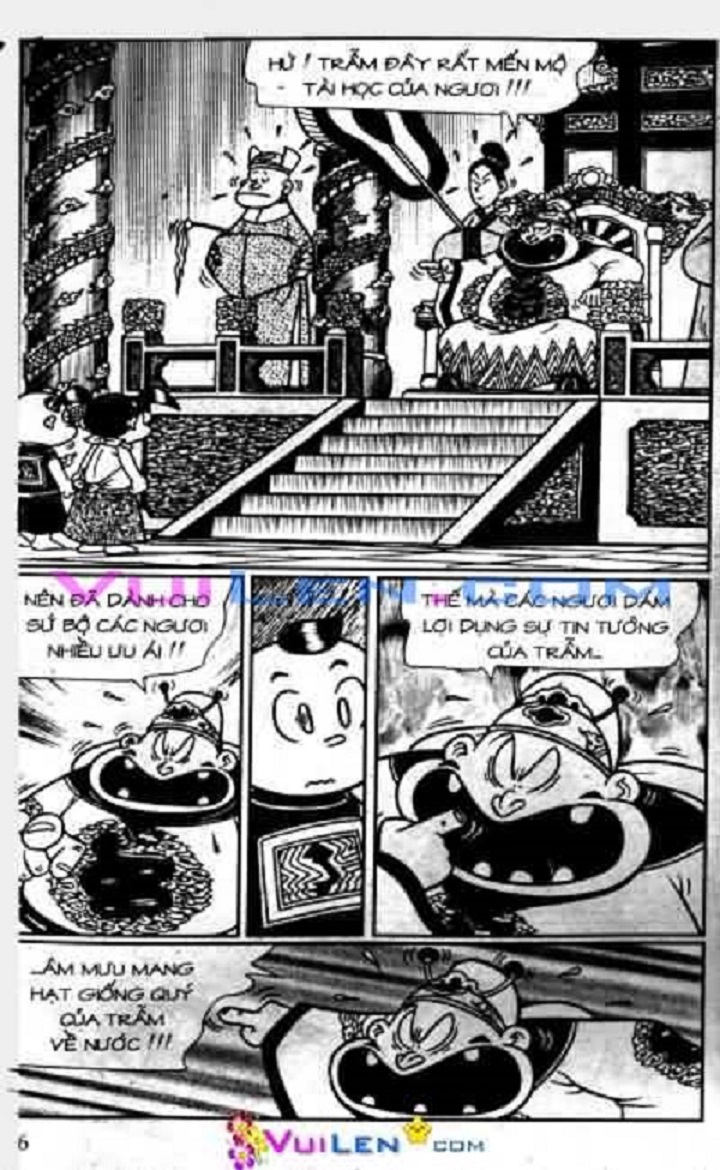 HỪ ! TRẪM ĐÂY RẤT MẾN MỘ
- TÀI HỌC CỦA NGƯƠI !!!
NÊN ĐÃ DÀNH CHO
SỨ BỘ CÁC NGƯƠI
NHIỀU ƯU ÁI !!
THẾ MÀ CÁC NGƯƠI DÁM
LỢI DỤNG SỰ TIN TƯỞNG
CỦA TRẪM...
...ÂM MƯU MANG
HẠT GIỐNG QUÝ
CỦA TRẪM
VỀ NƯỚC !!!
VUILEN.COM
6
VUILEN COM